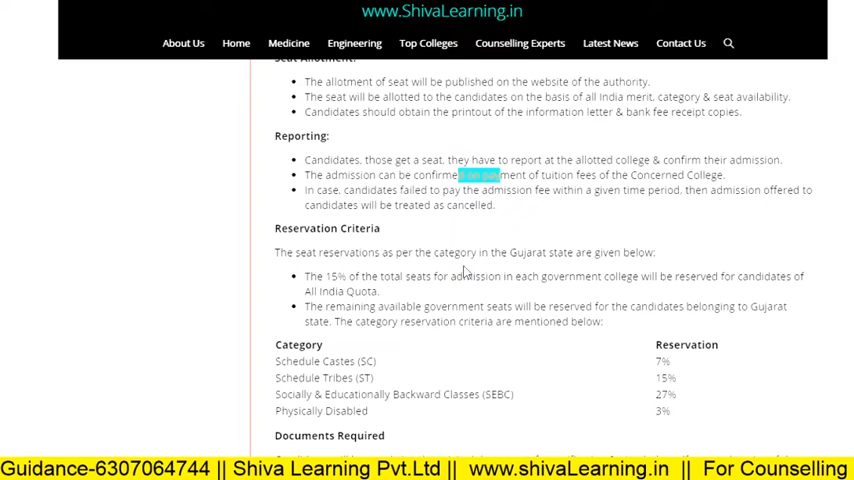 www.ShivaLearning.in
About Us Home Medicine Engineering Top Colleges Counselling Experts Latest News Contact Us
Seat Allotment:
The allotment of seat will be published on the website of the authority.
The seat will be allotted to the candidates on the basis of all India merit, category & seat availability.
Candidates should obtain the printout of the information letter & bank fee receipt copies.
Reporting:
Candidates, those get a seat, they have to report at the allotted college & confirm their admission.
The admission can be confirmed on payment of tuition fees of the Concerned College.
In case, candidates failed to pay the admission fee within a given time period, then admission offered to
candidates will be treated as cancelled.
Reservation Criteria
The seat reservations as per the category in the Gujarat state are given below:
The 15% of the total seats for admission in each government college will be reserved for candidates of
All India Quota.
The remaining available government seats will be reserved for the candidates belonging to Gujarat
state. The category reservation criteria are mentioned below:
Category Reservation
Schedule Castes (SC) 7%
Schedule Tribes (ST) 15%
Socially & Educationally Backward Classes (SEBC) 27%
Physically Disabled 3%
Documents Required
Guidance-6307064744 || Shiva Learning Pvt.Ltd || www.shivaLearning.in || For Counselling